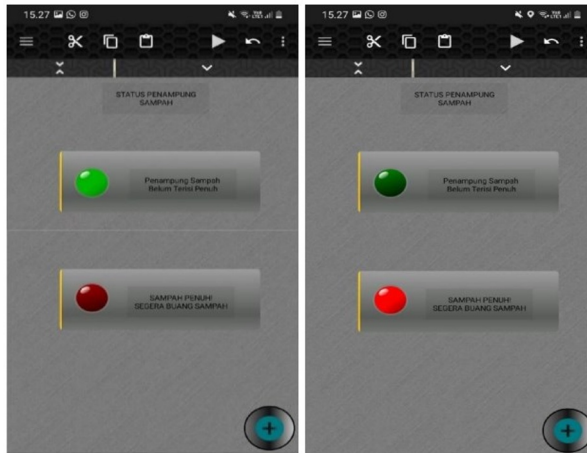 15.27
STATUS PENAMPUNG
SAMPAH
Penampung Sampah
Belum Terisi Penuh
SAMPAH PENUH!
SEGERA BUANG SAMPAH
15.27
STATUS PENAMPUNG
SAMPAH
Penampung Sampah
Belum Terisi Penuh
SAMPAH PENUH!
SEGERA BUANG SAMPAH